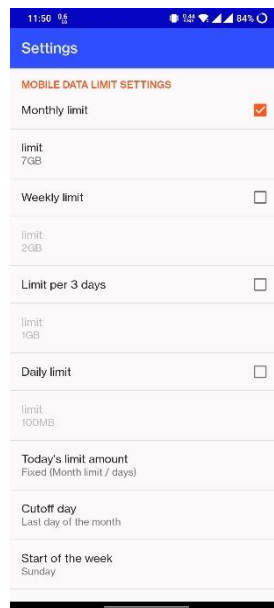 11:50 84%
Settings
MOBILE DATA LIMIT SETTINGS
Monthly limit
limit
7GB
Weekly limit
limit
2GB
Limit per 3 days
limit
1GB
Daily limit
limit
100MB
Today's limit amount
Fixed (Month limit / days)
Cutoff day
Last day of the month
Start of the week
Sunday